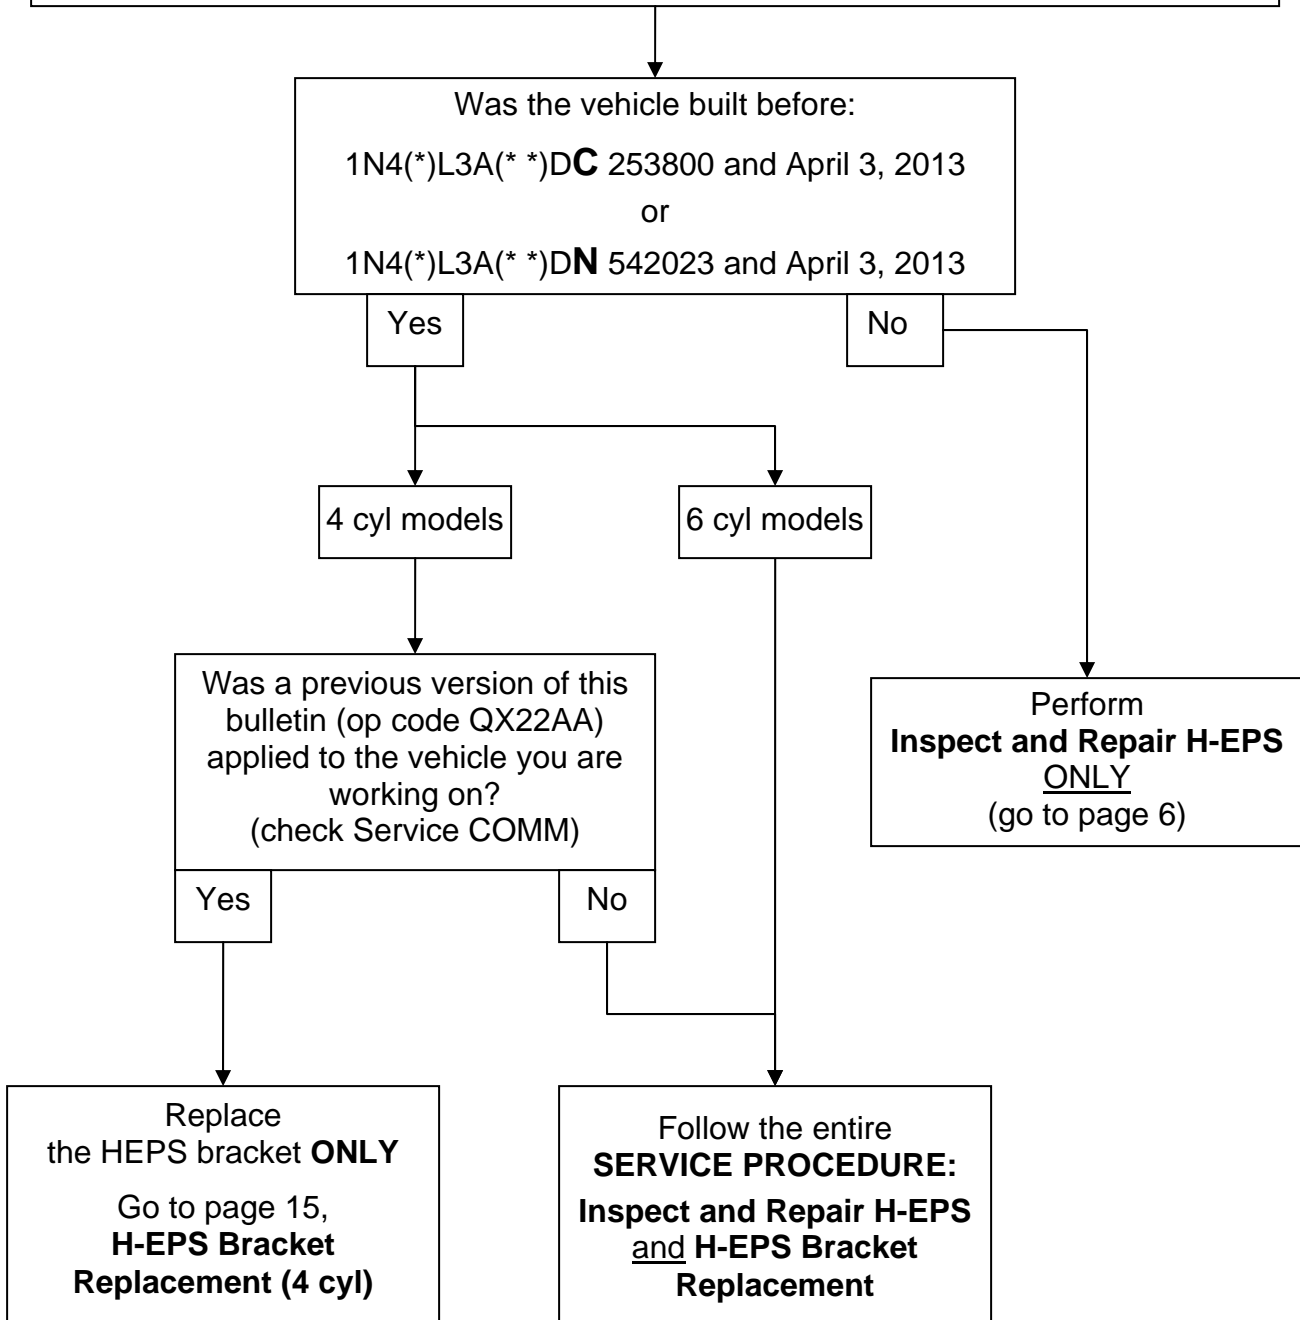 Was the vehicle built before:
1N4(*)L3A(* *)DC 253800 and April 3, 2013
or
1N4(*)L3A(* *)DN 542023 and April 3, 2013
Yes
No
4 cyl models
6 cyl models
Was a previous version of this
bulletin (op code QX22AA)
applied to the vehicle you are
working on?
(check Service COMM)
Yes
No
Perform
Inspect and Repair H-EPS
ONLY
(go to page 6)
Replace
the HEPS bracket ONLY
Go to page 15,
H-EPS Bracket
Replacement (4 cyl)
Follow the entire
SERVICE PROCEDURE:
Inspect and Repair H-EPS
and H-EPS Bracket
Replacement